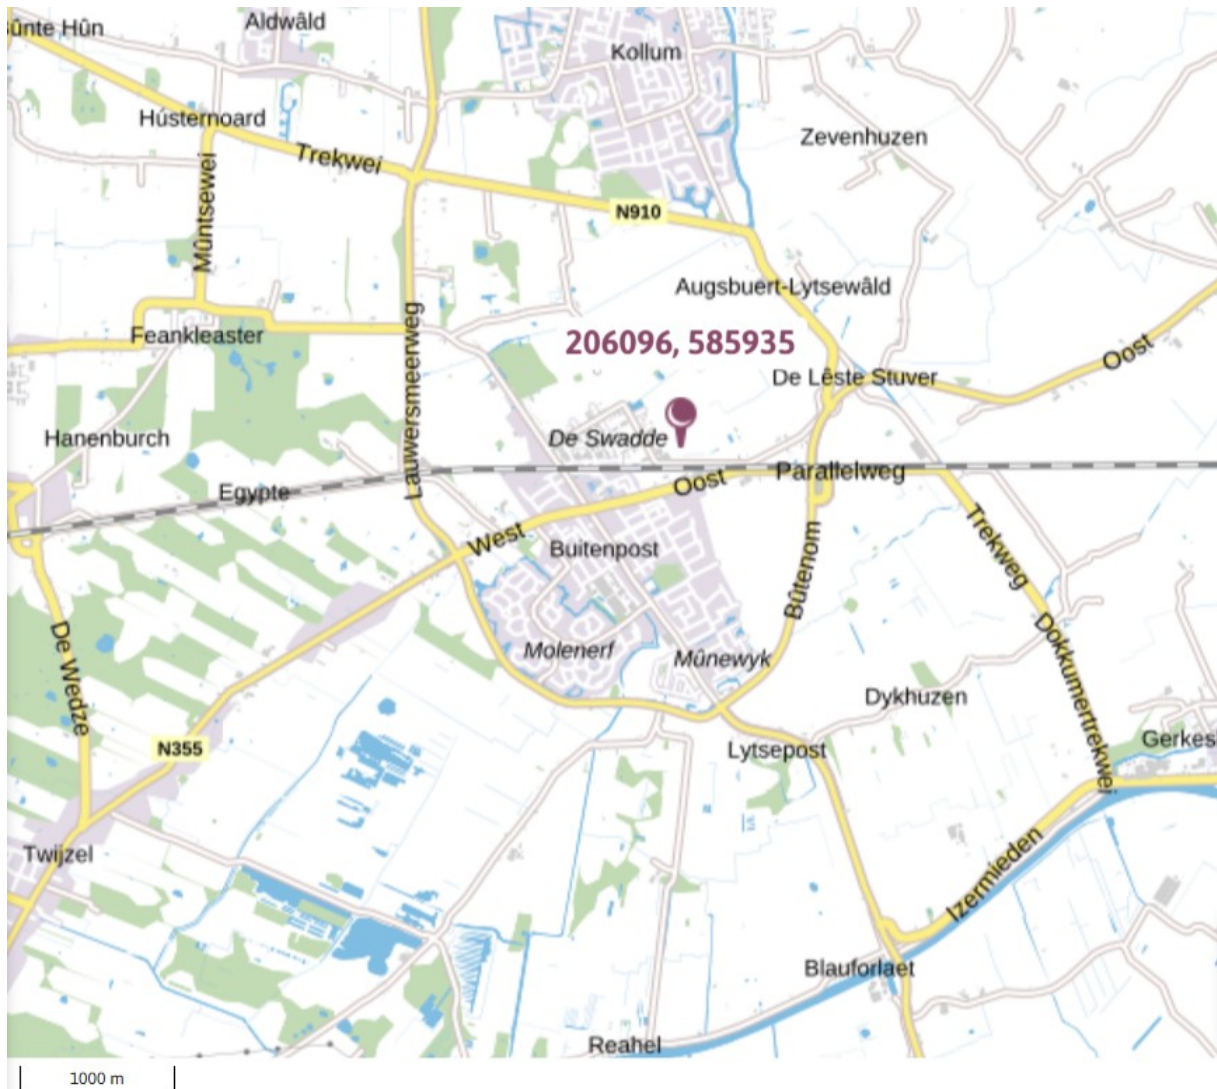 ûnte Hûn
Aldwâld
Kollum
Hústernoard
Trekwei
Zevenhuzen
Mûntsewei
N910
Augsbuert-Lytsewâld
Feankleaster
Lauwersmeerweg
206096, 585935
Oost
De Lêste Stuver
Hanenburch
De Swadde
Egypte
Oost
Parallelweg
West
Buitenpost
Trekweg
Bûtenom
De Wedze
Molenerf
Mûnewyk
Dokkumertrekwei
Dykhuzen
N355
Lytsepost
Gerkes
Twijzel
Izermieden
Blauforlaet
Reahel
1000 m